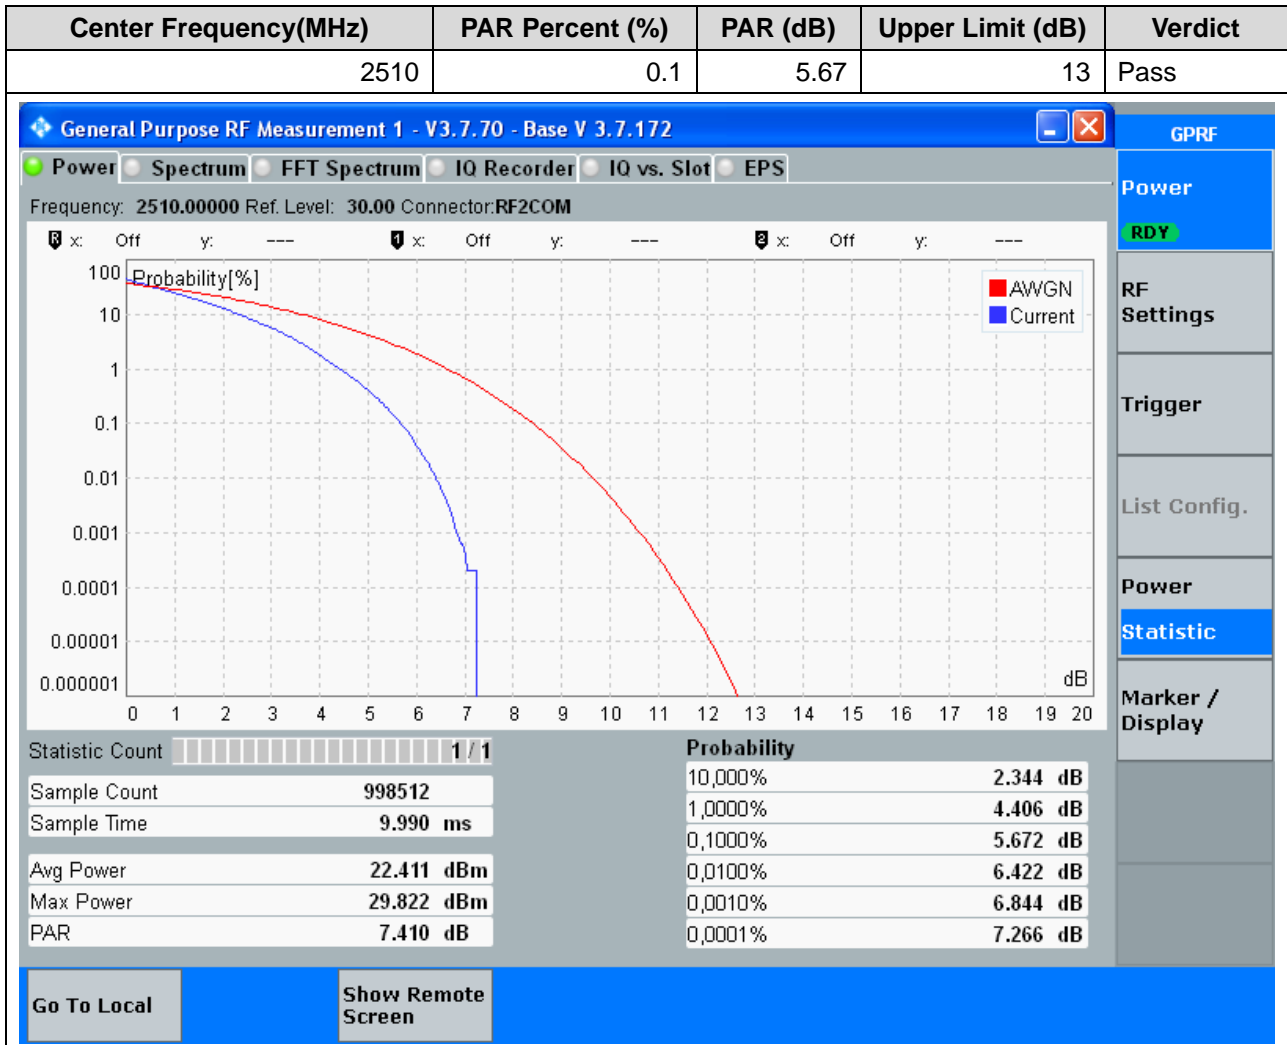 Center Frequency(MHz) PAR Percent (%) PAR (dB) Upper Limit (dB) Verdict
2510 0.1 5.67 13 Pass
General Purpose RF Measurement 1 - V3.7.70 - Base V 3.7.172
GPRF
Power Spectrum FFT Spectrum IQ Recorder IQ vs. Slot EPS
Frequency: 2510.00000 Ref. Level: 30.00 Connector:RF2COM
R x: Off y: --- 1 x: Off y: --- 2 x: Off y: ---
Probability[%]
AWGN
Current
100
10
1
0.1
0.01
0.001
0.0001
0.00001
0.000001
dB
0 1 2 3 4 5 6 7 8 9 10 11 12 13 14 15 16 17 18 19 20
Statistic Count 1 / 1
Sample Count 998512
Sample Time 9.990 ms
Avg Power 22.411 dBm
Max Power 29.822 dBm
PAR 7.410 dB
Probability
10,000% 2.344 dB
1,0000% 4.406 dB
0,1000% 5.672 dB
0,0100% 6.422 dB
0,0010% 6.844 dB
0,0001% 7.266 dB
Power
RDY
RF
Settings
Trigger
List Config.
Power
Statistic
Marker /
Display
Go To Local
Show Remote
Screen